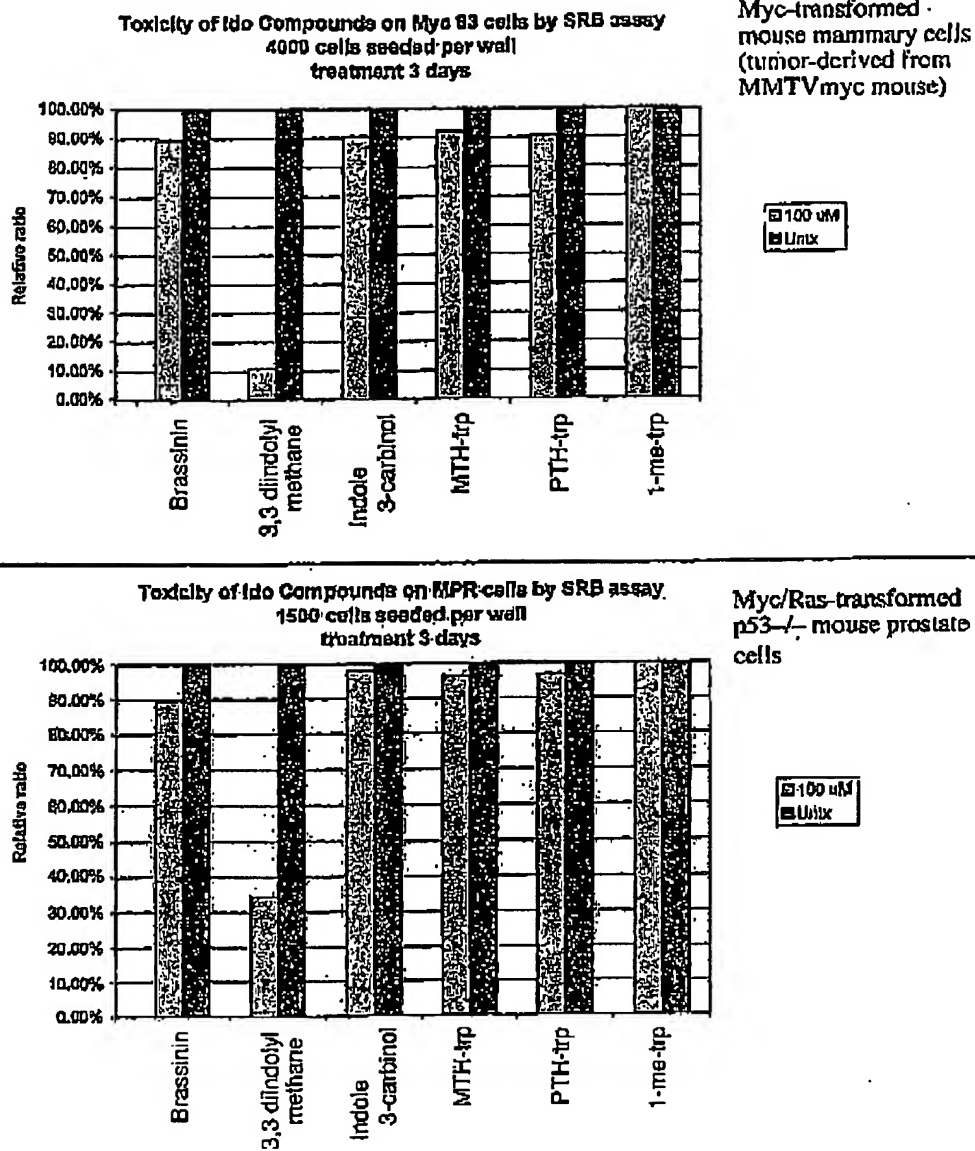 Toxicity of Ido Compounds on Myc 83 cells by SRB assay
4000 cells seeded per well
treatment 3 days
Myc-transformed
mouse mammary cells
(tumor-derived from
MMTVmyc mouse)
Relative ratio
100.00%
90.00%
80.00%
70.00%
60.00%
50.00%
40.00%
30.00%
20.00%
10.00%
0.00%
Brassinin
3,3 diindolyl
methane
Indole
3-carbinol
MTH-trp
PTH-trp
1-me-trp
100 uM
Untx
Toxicity of Ido Compounds on MPR cells by SRB assay
1500 cells seeded per well
treatment 3 days
Myc/Ras-transformed
p53-/- mouse prostate
cells
Relative ratio
100.00%
90.00%
80.00%
70.00%
60.00%
50.00%
40.00%
30.00%
20.00%
10.00%
0.00%
Brassinin
3,3 diindolyl
methane
Indole
3-carbinol
MTH-trp
PTH-trp
1-me-trp
100 uM
Untx